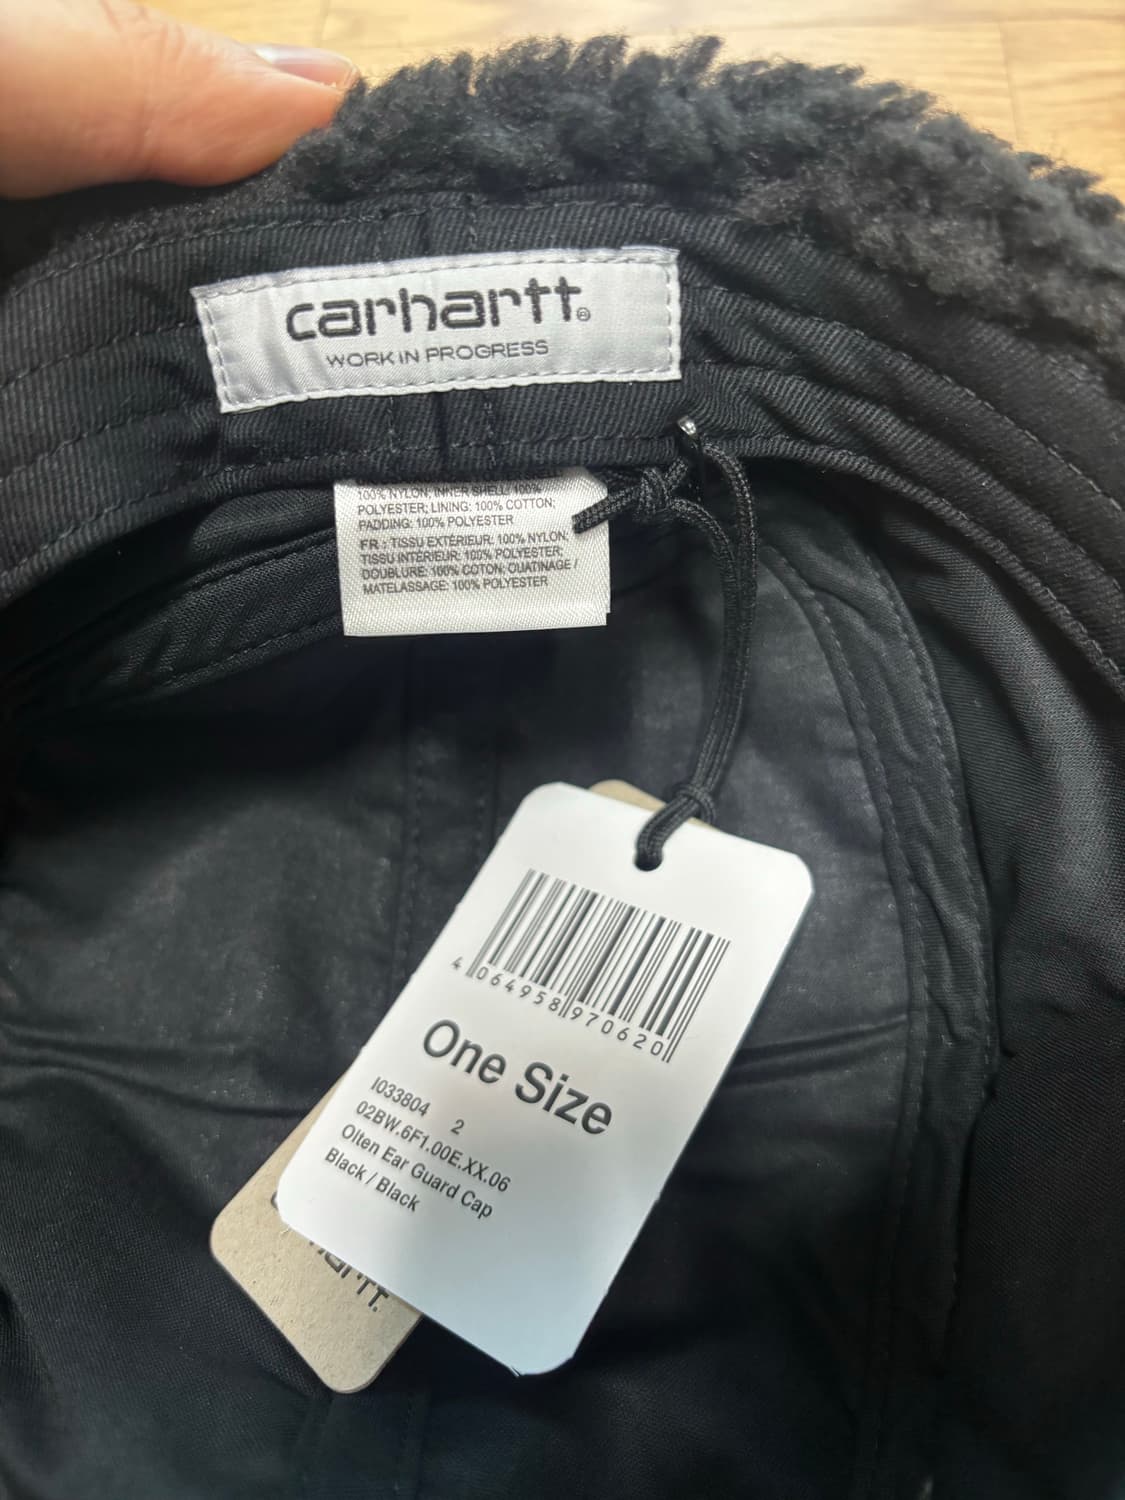 carhartt®
WORK IN PROGRESS
100% NYLON; INNER SHELL: 100%
POLYESTER; LINING: 100% COTTON;
PADDING: 100% POLYESTER
FR : TISSU EXTÉRIEUR: 100% NYLON;
TISSU INTÉRIEUR: 100% POLYESTER;
DOUBLURE: 100% COTON; OUATINAGE /
MATELASSAGE: 100% POLYESTER
4 064958 970620
One Size
I033804 2
02BW.6F1.00E.XX.06
Olten Ear Guard Cap
Black / Black